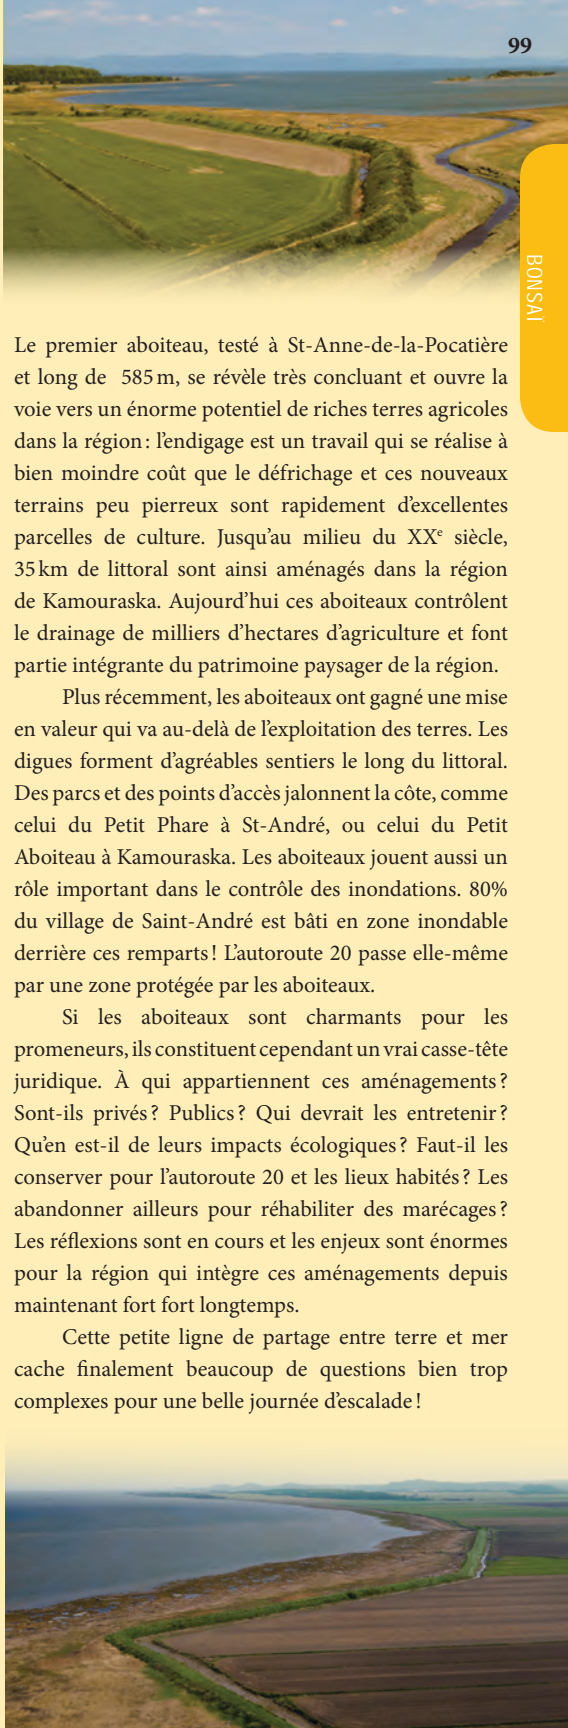 99
BONSAÏ
Le premier aboiteau, testé à St-Anne-de-la-Pocatière
et long de 585 m, se révèle très concluant et ouvre la
voie vers un énorme potentiel de riches terres agricoles
dans la région : l’endigage est un travail qui se réalise à
bien moindre coût que le défrichage et ces nouveaux
terrains peu pierreux sont rapidement d’excellentes
parcelles de culture. Jusqu’au milieu du XXe siècle,
35 km de littoral sont ainsi aménagés dans la région
de Kamouraska. Aujourd’hui ces aboiteaux contrôlent
le drainage de milliers d’hectares d’agriculture et font
partie intégrante du patrimoine paysager de la région.
Plus récemment, les aboiteaux ont gagné une mise
en valeur qui va au-delà de l’exploitation des terres. Les
digues forment d’agréables sentiers le long du littoral.
Des parcs et des points d’accès jalonnent la côte, comme
celui du Petit Phare à St-André, ou celui du Petit
Aboiteau à Kamouraska. Les aboiteaux jouent aussi un
rôle important dans le contrôle des inondations. 80%
du village de Saint-André est bâti en zone inondable
derrière ces remparts ! L’autoroute 20 passe elle-même
par une zone protégée par les aboiteaux.
Si les aboiteaux sont charmants pour les
promeneurs, ils constituent cependant un vrai casse-tête
juridique. À qui appartiennent ces aménagements ?
Sont-ils privés ? Publics ? Qui devrait les entretenir ?
Qu’en est-il de leurs impacts écologiques ? Faut-il les
conserver pour l’autoroute 20 et les lieux habités ? Les
abandonner ailleurs pour réhabiliter des marécages ?
Les réflexions sont en cours et les enjeux sont énormes
pour la région qui intègre ces aménagements depuis
maintenant fort fort longtemps.
Cette petite ligne de partage entre terre et mer
cache finalement beaucoup de questions bien trop
complexes pour une belle journée d’escalade !